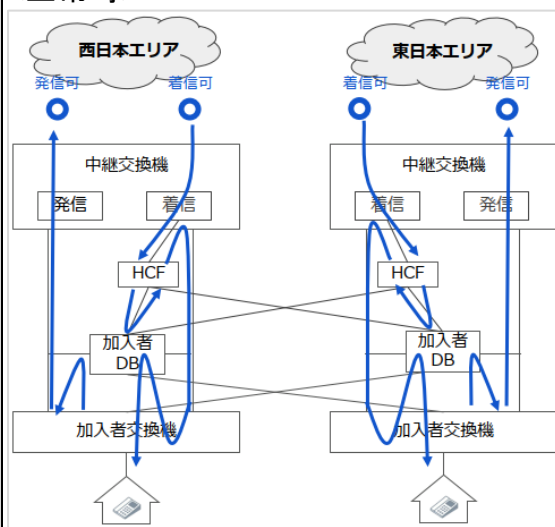 西日本エリア
東日本エリア
発信可
着信可
着信可
発信可
中継交換機
中継交換機
発信
着信
着信
発信
HCF
HCF
加入者
DB
加入者
DB
加入者交換機
加入者交換機